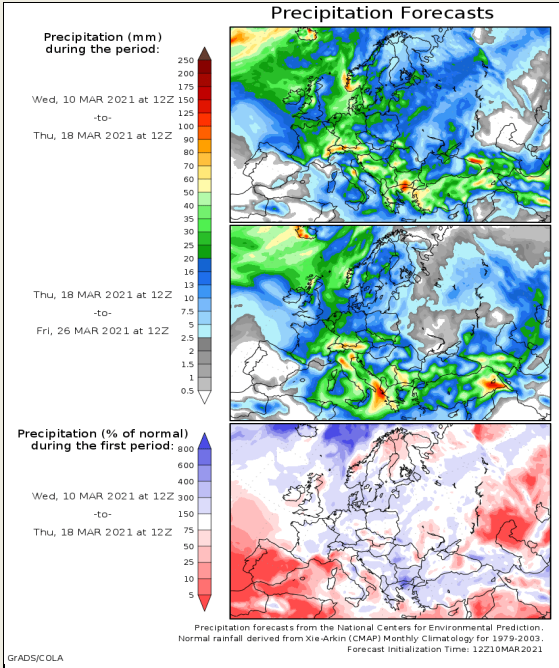 Precipitation Forecasts
Precipitation (mm)
during the period:
250
200
175
150
125
100
90
80
70
60
50
40
35
30
25
20
16
13
10
7.5
5
2.5
2
1.5
1
0.5
Wed, 10 MAR 2021 at 12Z
-to-
Thu, 18 MAR 2021 at 12Z
Thu, 18 MAR 2021 at 12Z
-to-
Fri, 26 MAR 2021 at 12Z
Precipitation (% of normal)
during the first period:
800
600
400
300
150
75
50
25
10
5
Wed, 10 MAR 2021 at 12Z
-to-
Thu, 18 MAR 2021 at 12Z
Precipitation forecasts from the National Centers for Environmental Prediction.
Normal rainfall derived from Xie-Arkin (CMAP) Monthly Climatology for 1979-2003.
Forecast Initialization Time: 12Z10MAR2021
GrADS/COLA